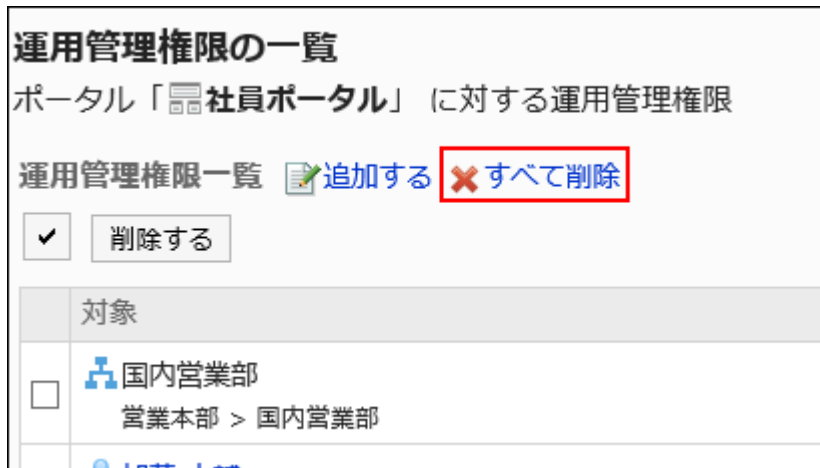 運用管理権限の一覧
ポータル「社員ポータル」 に対する運用管理権限
運用管理権限一覧 追加する すべて削除
削除する
対象
国内営業部
営業本部 > 国内営業部